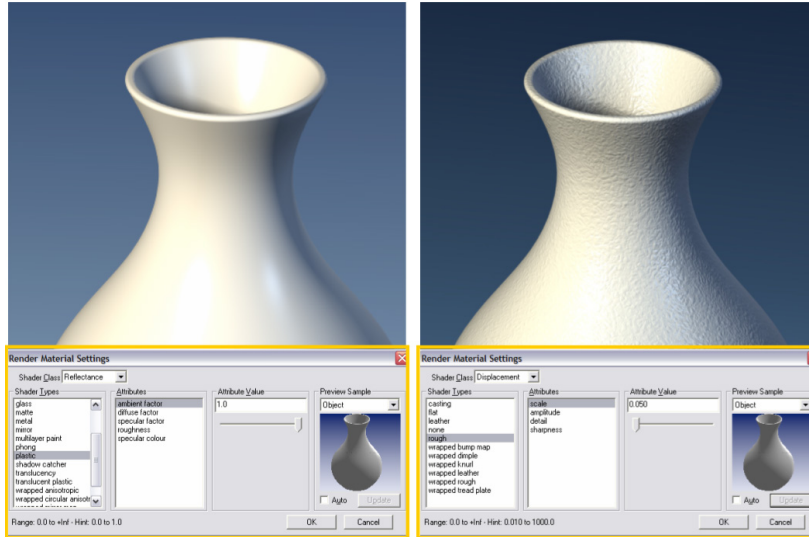 Render Material Settings
Shader Class Reflectance
Shader Types
glass
matte
metal
mirror
multilayer paint
phong
plastic
shadow catcher
translucency
translucent plastic
wrapped anisotropic
wrapped circular anisotr
Attributes
ambient factor
diffuse factor
specular factor
roughness
specular colour
Attribute Value
1.0
Preview Sample
Object
Auto
Update
Range: 0.0 to +Inf - Hint: 0.0 to 1.0
OK
Cancel
Render Material Settings
Shader Class Displacement
Shader Types
casting
flat
leather
none
rough
wrapped bump map
wrapped dimple
wrapped knurl
wrapped leather
wrapped rough
wrapped tread plate
Attributes
scale
amplitude
detail
sharpness
Attribute Value
0.050
Preview Sample
Object
Auto
Update
Range: 0.0 to +Inf - Hint: 0.010 to 1000.0
OK
Cancel